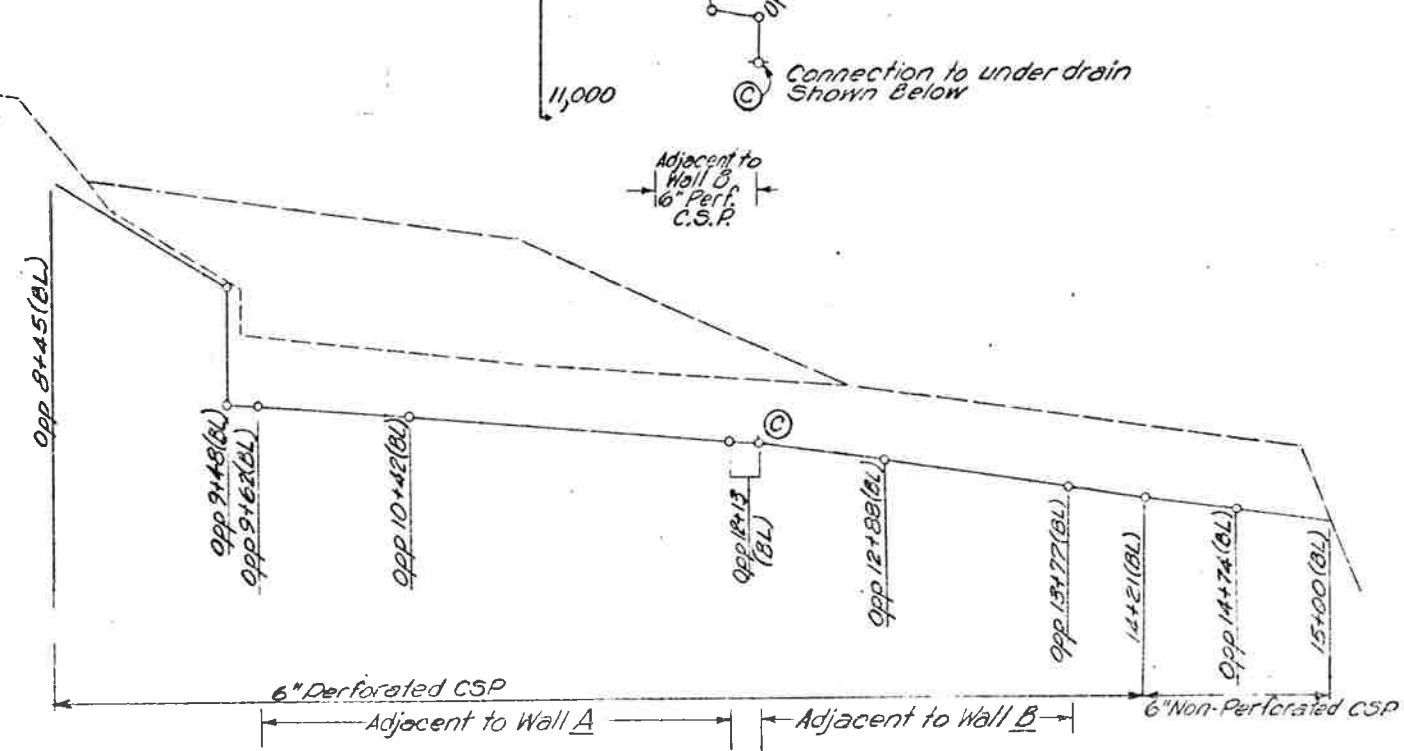 11,000
Connection to under drain
Shown Below
C
Adjacent to
Wall B
6" Perf.
C.S.P.
Opp 8+45(BL)
Opp 9+48(BL)
Opp 9+62(BL)
Opp 10+42(BL)
Opp 12+13
(BL)
C
Opp 12+88(BL)
Opp 13+77(BL)
14+21(BL)
Opp 14+74(BL)
15+00(BL)
6" Perforated CSP
6" Non-Perforated CSP
Adjacent to Wall A
Adjacent to Wall B